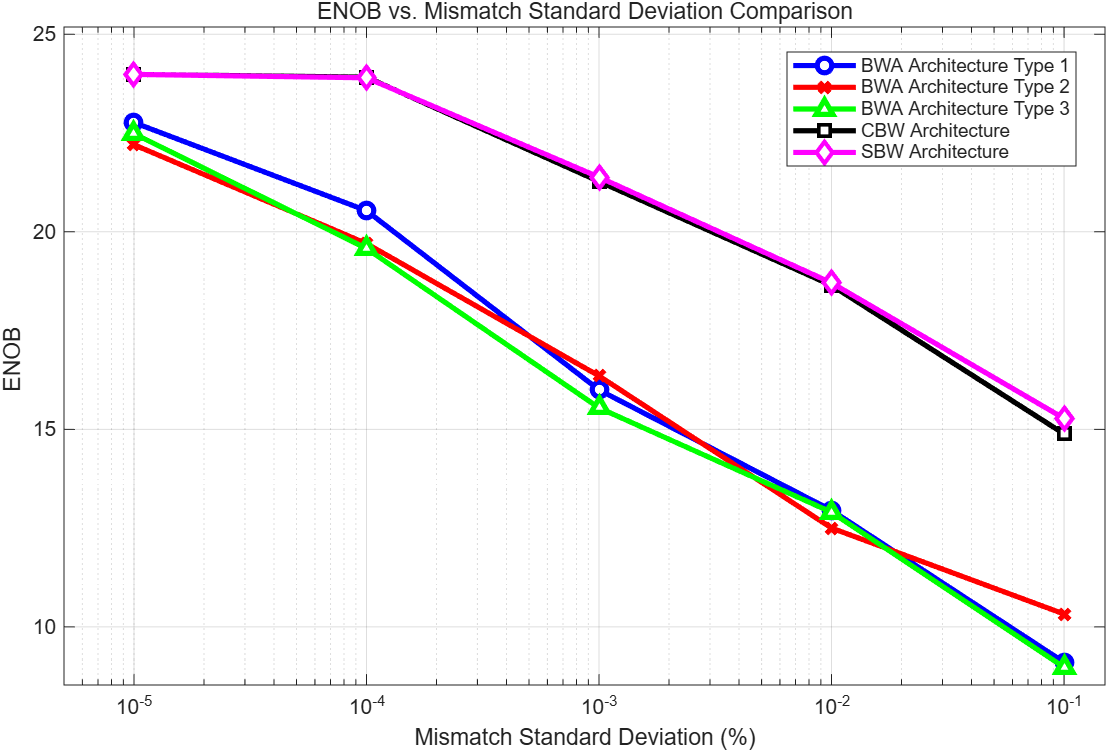 ENOB vs. Mismatch Standard Deviation Comparison
25
20
15
10
ENOB
BWA Architecture Type 1
BWA Architecture Type 2
BWA Architecture Type 3
CBW Architecture
SBW Architecture
10-5 10-4 10-3 10-2 10-1
Mismatch Standard Deviation (%)